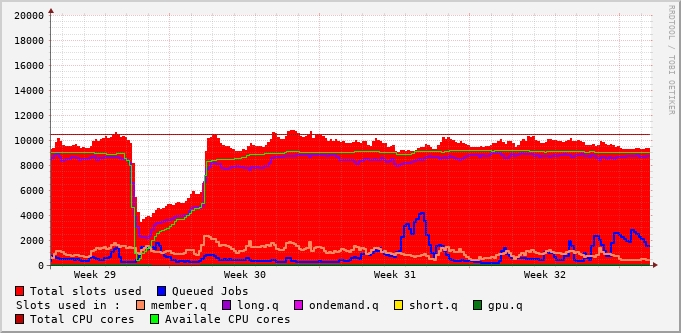 20000
18000
16000
14000
12000
10000
8000
6000
4000
2000
0
Week 29 Week 30 Week 31 Week 32
Total slots used Queued Jobs
Slots used in : member.q long.q ondemand.q short.q gpu.q
Total CPU cores Availale CPU cores
RRDTOOL / TOBI OETIKER